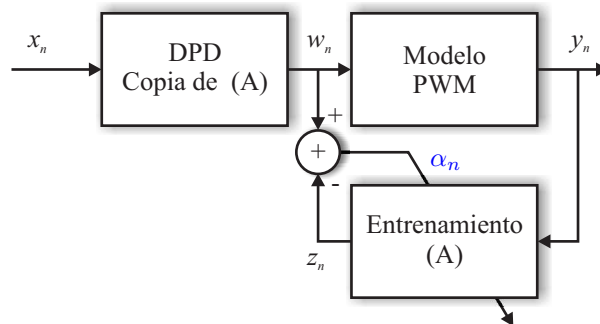 x_n
DPD
Copia de (A)
w_n
Modelo
PWM
y_n
+
+
-
α_n
Entrenamiento
(A)
z_n